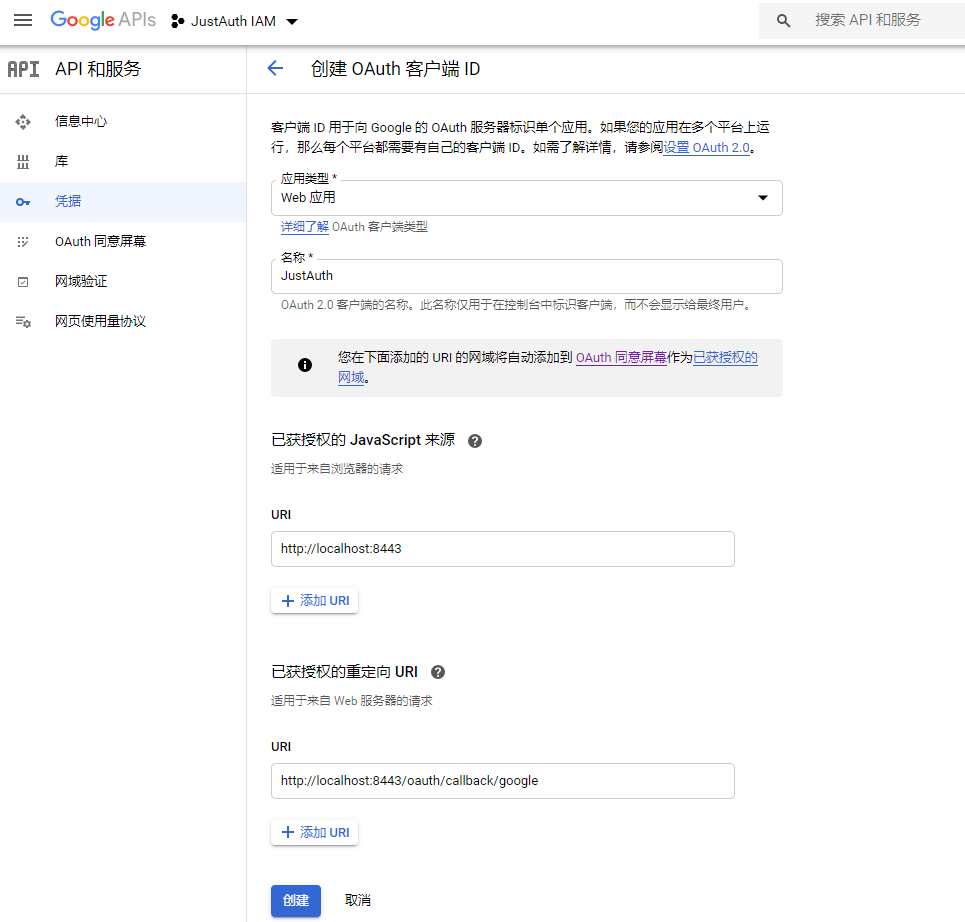 Google APIs JustAuth IAM 搜索 API 和服务
API API 和服务
信息中心
库
凭据
OAuth 同意屏幕
网域验证
网页使用量协议
创建 OAuth 客户端 ID
客户端 ID 用于向 Google 的 OAuth 服务器标识单个应用。如果您的应用在多个平台上运
行，那么每个平台都需要有自己的客户端 ID。如需了解详情，请参阅设置 OAuth 2.0。
应用类型 *
Web 应用
详细了解 OAuth 客户端类型
名称 *
JustAuth
OAuth 2.0 客户端的名称。此名称仅用于在控制台中标识客户端，而不会显示给最终用户。
您在下面添加的 URI 的网域将自动添加到 OAuth 同意屏幕作为已获授权的
网域。
已获授权的 JavaScript 来源
适用于来自浏览器的请求
URI
http://localhost:8443
添加 URI
已获授权的重定向 URI
适用于来自 Web 服务器的请求
URI
http://localhost:8443/oauth/callback/google
添加 URI
创建 取消